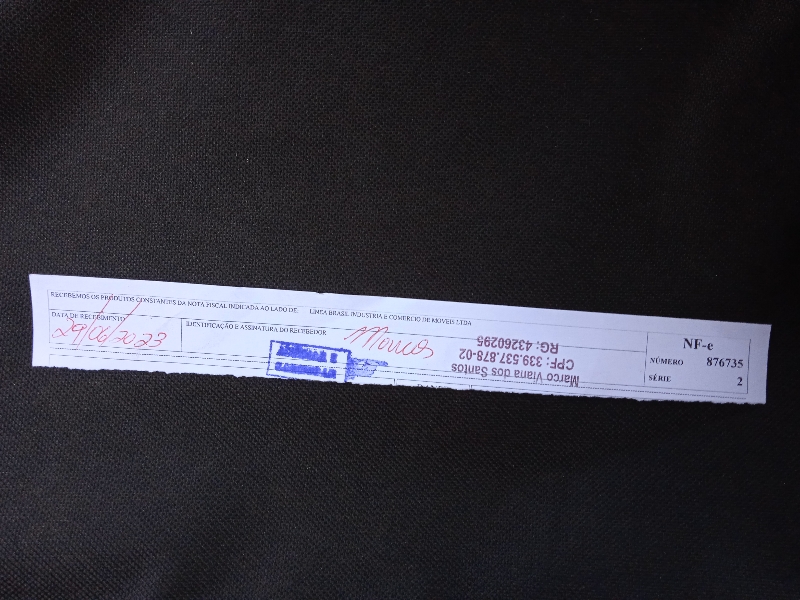 RECEBEMOS OS PRODUTOS CONSTANTES DA NOTA FISCAL INDICADA AO LADO DE LINEA BRASIL INDUSTRIA E COMERCIO DE MOVEIS LTDA
DATA DE RECEBIMENTO
29/06/2023
IDENTIFICAÇÃO E ASSINATURA DO RECEBEDOR
Marco Viana dos Santos
CPF: 339.537.878-02
RG: 43260295
NF-e
NÚMERO 876735
SÉRIE 2